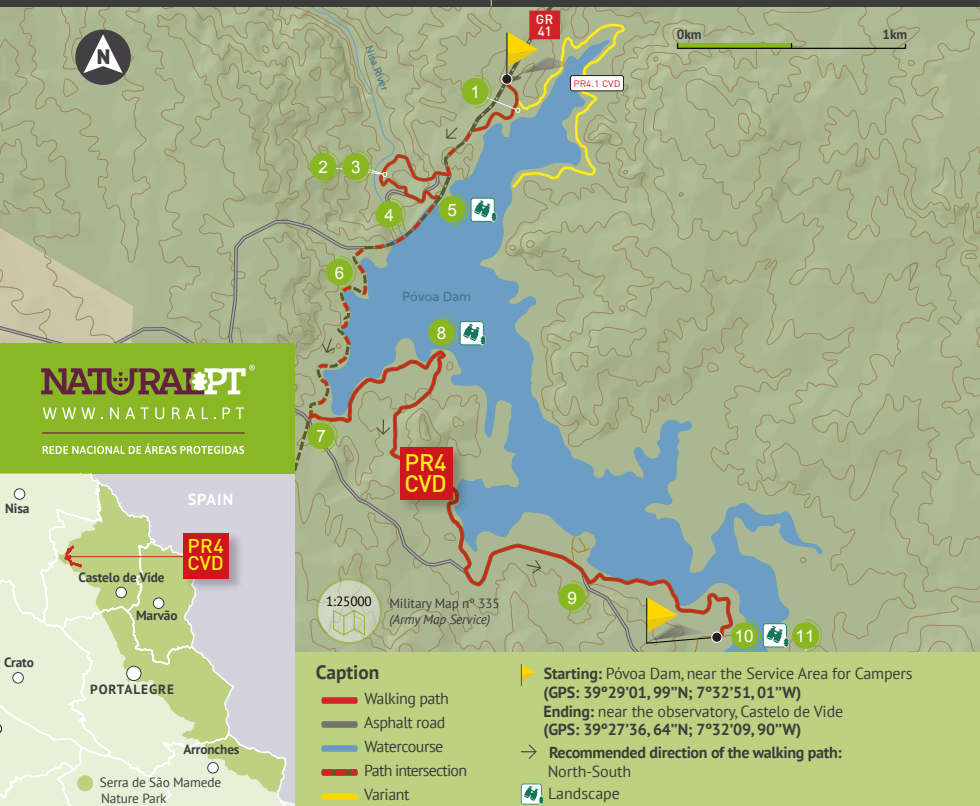 GR
41
0km 1km
Nisa River
PR4.1 CVD
1
2 3
4
5
6
Póvoa Dam
8
7
PR4
CVD
9
10 11
1:25000
Military Map nº 335
(Army Map Service)
NATURAL.PT®
WWW.NATURAL.PT
REDE NACIONAL DE ÁREAS PROTEGIDAS
SPAIN
Nisa
PR4
CVD
Castelo de Vide
Marvão
Crato
PORTALEGRE
Arronches
Serra de São Mamede
Nature Park
N
Caption
Walking path
Asphalt road
Watercourse
Path intersection
Variant
Starting: Póvoa Dam, near the Service Area for Campers
(GPS: 39º29’01, 99”N; 7º32’51, 01”W)
Ending: near the observatory, Castelo de Vide
(GPS: 39º27’36, 64”N; 7º32’09, 90”W)
Recommended direction of the walking path:
North-South
Landscape